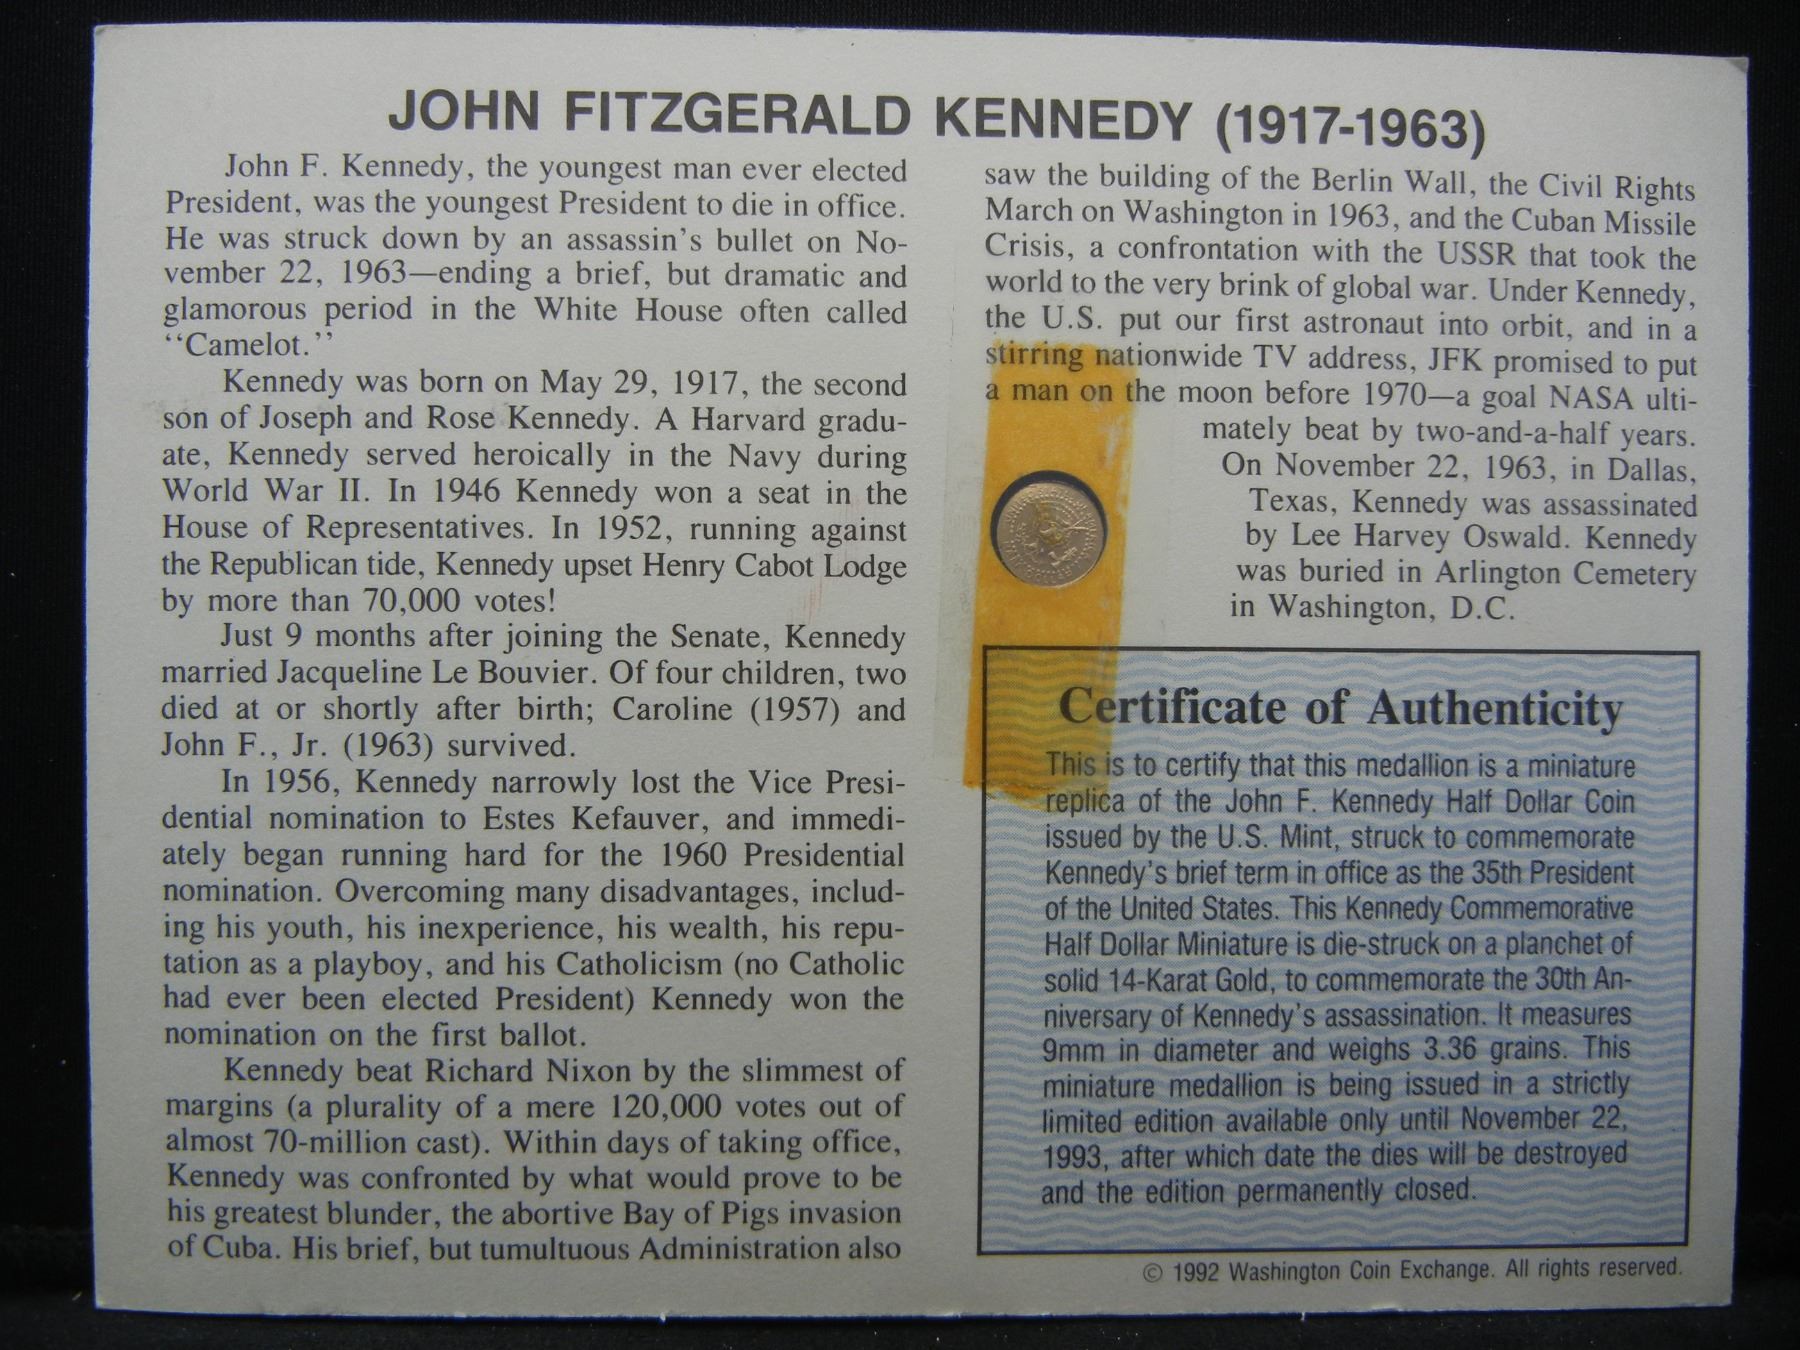 JOHN FITZGERALD KENNEDY (1917-1963)
John F. Kennedy, the youngest man ever elected
President, was the youngest President to die in office.
He was struck down by an assassin's bullet on No-
vember 22, 1963—ending a brief, but dramatic and
glamorous period in the White House often called
‘‘Camelot.’’
Kennedy was born on May 29, 1917, the second
son of Joseph and Rose Kennedy. A Harvard gradu-
ate, Kennedy served heroically in the Navy during
World War II. In 1946 Kennedy won a seat in the
House of Representatives. In 1952, running against
the Republican tide, Kennedy upset Henry Cabot Lodge
by more than 70,000 votes!
Just 9 months after joining the Senate, Kennedy
married Jacqueline Le Bouvier. Of four children, two
died at or shortly after birth; Caroline (1957) and
John F., Jr. (1963) survived.
In 1956, Kennedy narrowly lost the Vice Presi-
dential nomination to Estes Kefauver, and immedi-
ately began running hard for the 1960 Presidential
nomination. Overcoming many disadvantages, includ-
ing his youth, his inexperience, his wealth, his repu-
tation as a playboy, and his Catholicism (no Catholic
had ever been elected President) Kennedy won the
nomination on the first ballot.
Kennedy beat Richard Nixon by the slimmest of
margins (a plurality of a mere 120,000 votes out of
almost 70-million cast). Within days of taking office,
Kennedy was confronted by what would prove to be
his greatest blunder, the abortive Bay of Pigs invasion
of Cuba. His brief, but tumultuous Administration also
saw the building of the Berlin Wall, the Civil Rights
March on Washington in 1963, and the Cuban Missile
Crisis, a confrontation with the USSR that took the
world to the very brink of global war. Under Kennedy,
the U.S. put our first astronaut into orbit, and in a
stirring nationwide TV address, JFK promised to put
a man on the moon before 1970—a goal NASA ulti-
mately beat by two-and-a-half years.
On November 22, 1963, in Dallas,
Texas, Kennedy was assassinated
by Lee Harvey Oswald. Kennedy
was buried in Arlington Cemetery
in Washington, D.C.
Certificate of Authenticity
This is to certify that this medallion is a miniature
replica of the John F. Kennedy Half Dollar Coin
issued by the U.S. Mint, struck to commemorate
Kennedy's brief term in office as the 35th President
of the United States. This Kennedy Commemorative
Half Dollar Miniature is die-struck on a planchet of
solid 14-Karat Gold, to commemorate the 30th An-
niversary of Kennedy's assassination. It measures
9mm in diameter and weighs 3.36 grains. This
miniature medallion is being issued in a strictly
limited edition available only until November 22,
1993, after which date the dies will be destroyed
and the edition permanently closed.
© 1992 Washington Coin Exchange. All rights reserved.